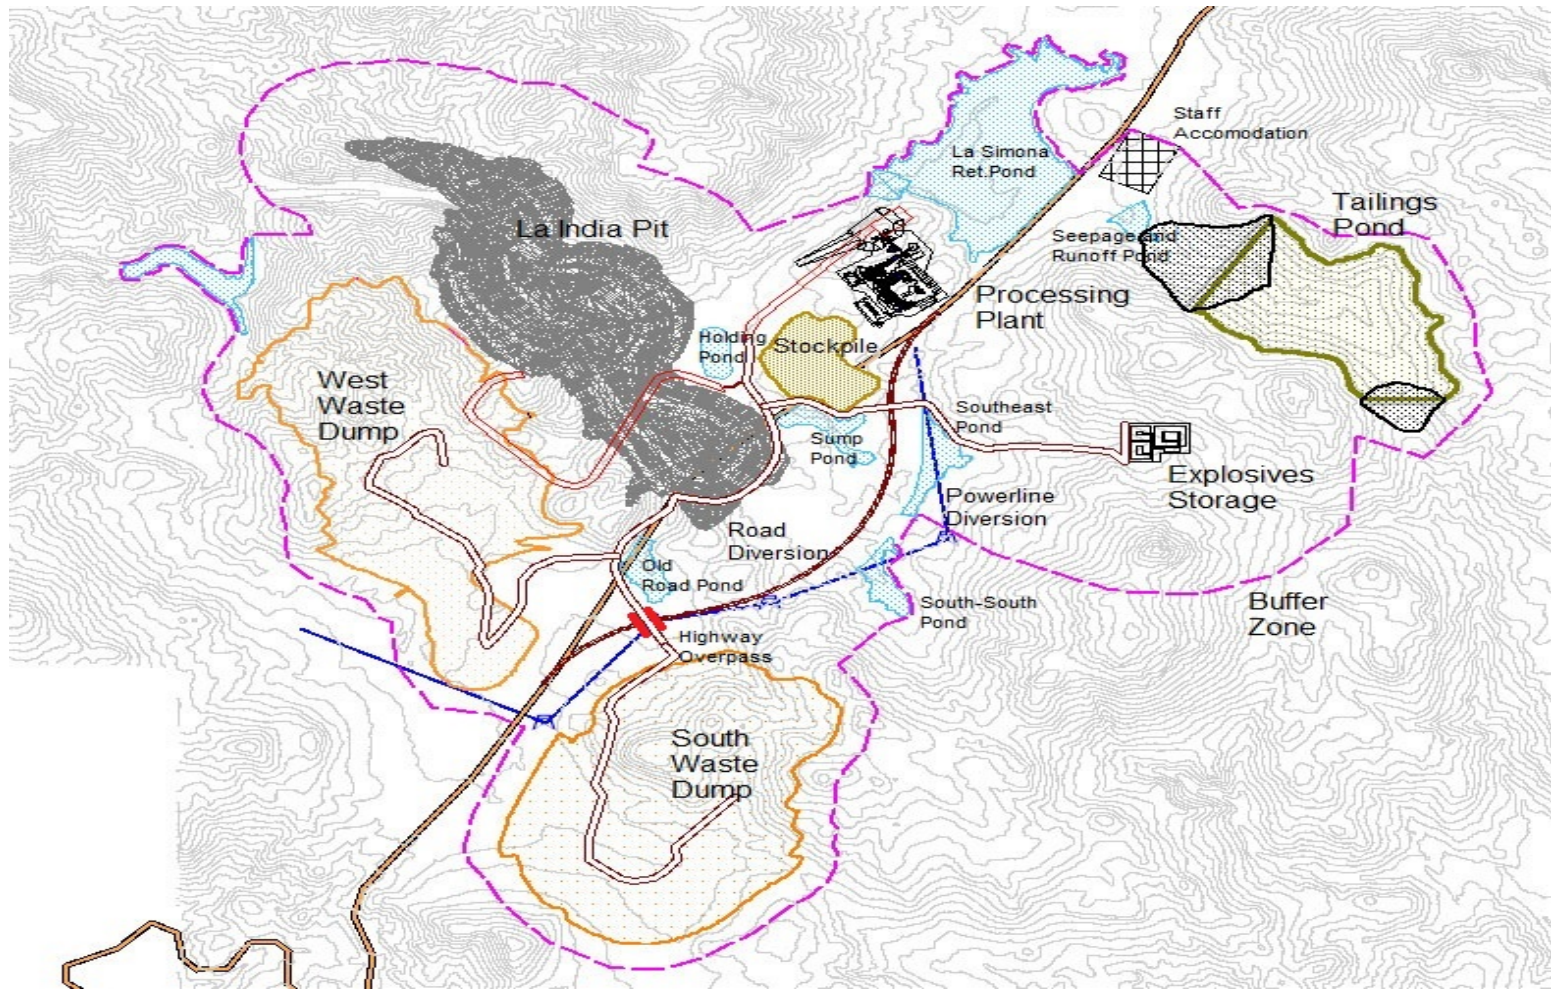 Staff
Accomodation
La Simona
Ret.Pond
Tailings
Pond
La India Pit
Seepage and
Runoff Pond
Processing
Plant
Holding
Pond
Stockpile
West
Waste
Dump
Southeast
Pond
Sump
Pond
Explosives
Storage
Powerline
Diversion
Road
Diversion
Old
Road Pond
South-South
Pond
Buffer
Zone
Highway
Overpass
South
Waste
Dump